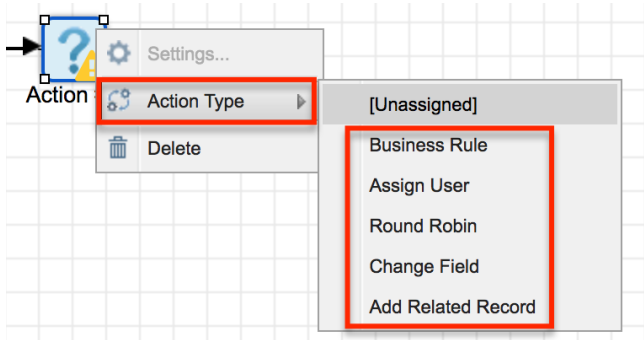 Settings...
Action
Action Type
Delete
[Unassigned]
Business Rule
Assign User
Round Robin
Change Field
Add Related Record